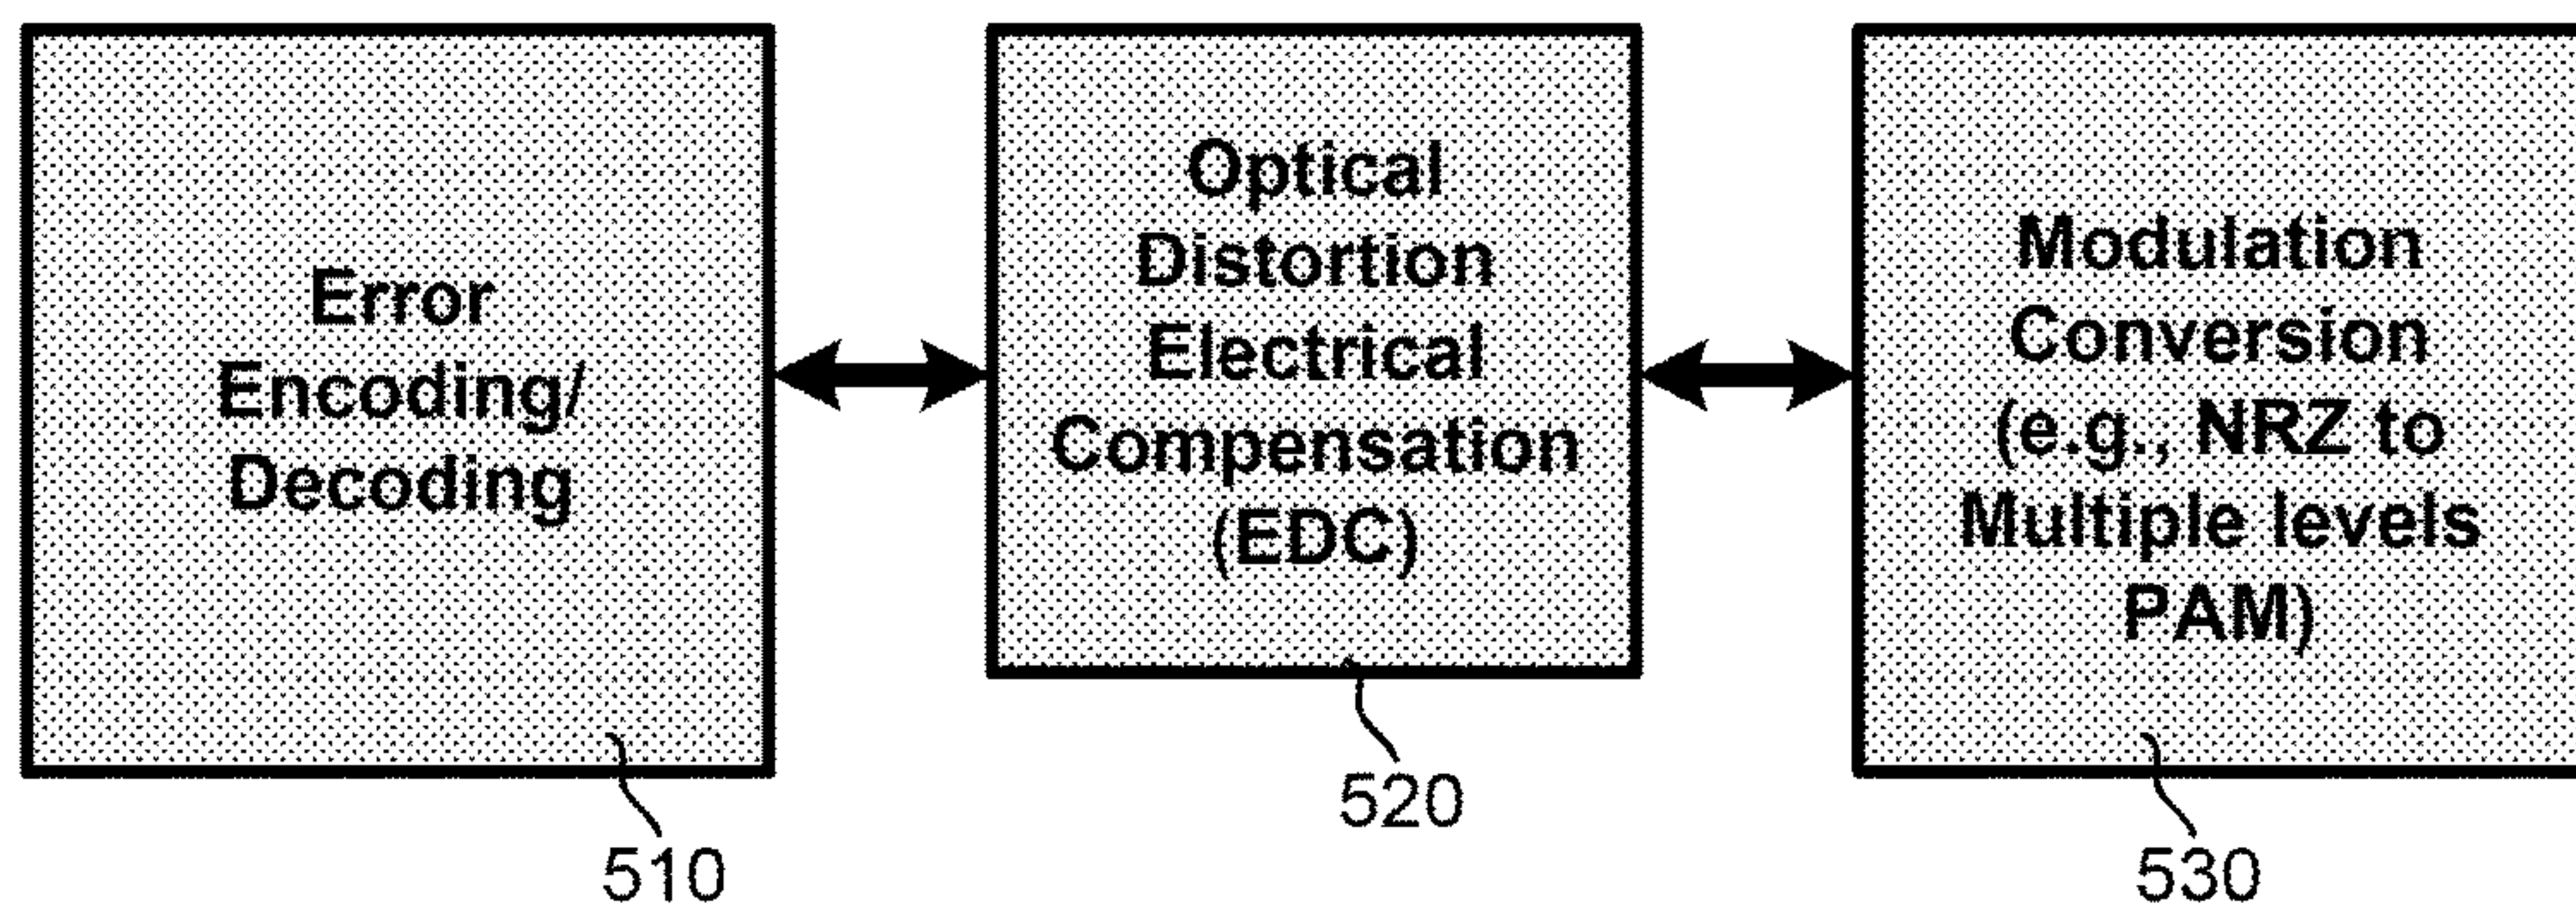 Error
Encoding/
Decoding
510
Optical
Distortion
Electrical
Compensation
(EDC)
520
Modulation
Conversion
(e.g., NRZ to
Multiple levels
PAM)
530